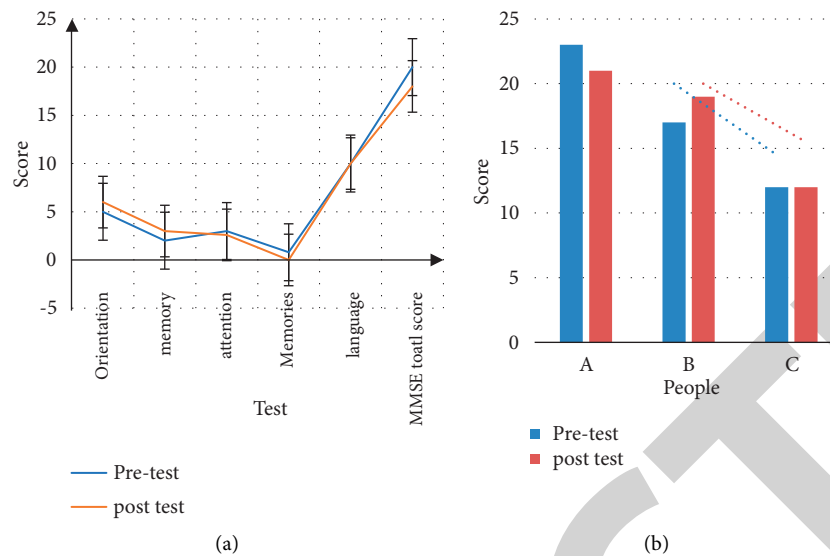 25
20
15
10
5
0
-5
Score
Orientation
memory
attention
Memories
language
MMSE toatl score
Test
Pre-test
post test
(a)
25
20
15
10
5
0
Score
A B C
People
Pre-test
post test
(b)